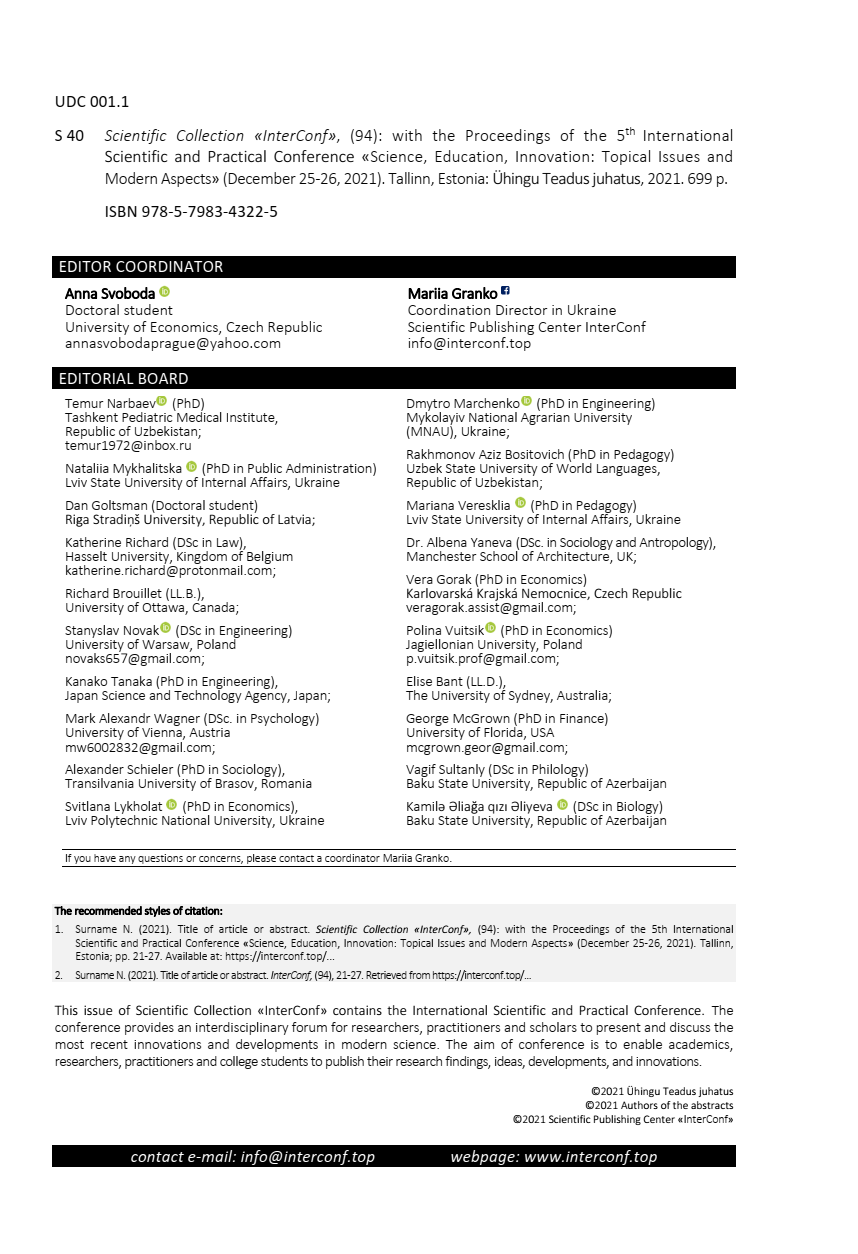 UDC 001.1
S 40 Scientific Collection «InterConf», (94): with the Proceedings of the 5th International
Scientific and Practical Conference «Science, Education, Innovation: Topical Issues and
Modern Aspects» (December 25-26, 2021). Tallinn, Estonia: Ühingu Teadus juhatus, 2021. 699 p.
ISBN 978-5-7983-4322-5
EDITOR COORDINATOR
Anna Svoboda
Doctoral student
University of Economics, Czech Republic
annasvobodaprague@yahoo.com
Mariia Granko
Coordination Director in Ukraine
Scientific Publishing Center InterConf
info@interconf.top
EDITORIAL BOARD
Temur Narbaev (PhD)
Tashkent Pediatric Medical Institute,
Republic of Uzbekistan;
temur1972@inbox.ru
Nataliia Mykhalitska (PhD in Public Administration)
Lviv State University of Internal Affairs, Ukraine
Dan Goltsman (Doctoral student)
Riga Stradiņš University, Republic of Latvia;
Katherine Richard (DSc in Law),
Hasselt University, Kingdom of Belgium
katherine.richard@protonmail.com;
Richard Brouillet (LL.B.),
University of Ottawa, Canada;
Stanyslav Novak (DSc in Engineering)
University of Warsaw, Poland
novaks657@gmail.com;
Kanako Tanaka (PhD in Engineering),
Japan Science and Technology Agency, Japan;
Mark Alexandr Wagner (DSc. in Psychology)
University of Vienna, Austria
mw6002832@gmail.com;
Alexander Schieler (PhD in Sociology),
Transilvania University of Brasov, Romania
Svitlana Lykholat (PhD in Economics),
Lviv Polytechnic National University, Ukraine
Dmytro Marchenko (PhD in Engineering)
Mykolayiv National Agrarian University
(MNAU), Ukraine;
Rakhmonov Aziz Bositovich (PhD in Pedagogy)
Uzbek State University of World Languages,
Republic of Uzbekistan;
Mariana Veresklia (PhD in Pedagogy)
Lviv State University of Internal Affairs, Ukraine
Dr. Albena Yaneva (DSc. in Sociology and Antropology),
Manchester School of Architecture, UK;
Vera Gorak (PhD in Economics)
Karlovarská Krajská Nemocnice, Czech Republic
veragorak.assist@gmail.com;
Polina Vuitsik (PhD in Economics)
Jagiellonian University, Poland
p.vuitsik.prof@gmail.com;
Elise Bant (LL.D.),
The University of Sydney, Australia;
George McGrown (PhD in Finance)
University of Florida, USA
mcgrown.geor@gmail.com;
Vagif Sultanly (DSc in Philology)
Baku State University, Republic of Azerbaijan
Kamilə Əliağa qızı Əliyeva (DSc in Biology)
Baku State University, Republic of Azerbaijan
If you have any questions or concerns, please contact a coordinator Mariia Granko.
The recommended styles of citation:
1. Surname N. (2021). Title of article or abstract. Scientific Collection «InterConf», (94): with the Proceedings of the 5th International
Scientific and Practical Conference «Science, Education, Innovation: Topical Issues and Modern Aspects» (December 25-26, 2021). Tallinn,
Estonia; pp. 21-27. Available at: https://interconf.top/...
2. Surname N. (2021). Title of article or abstract. InterConf, (94), 21-27. Retrieved from https://interconf.top/...
This issue of Scientific Collection «InterConf» contains the International Scientific and Practical Conference. The
conference provides an interdisciplinary forum for researchers, practitioners and scholars to present and discuss the
most recent innovations and developments in modern science. The aim of conference is to enable academics,
researchers, practitioners and college students to publish their research findings, ideas, developments, and innovations.
©2021 Ühingu Teadus juhatus
©2021 Authors of the abstracts
©2021 Scientific Publishing Center «InterConf»
contact e-mail: info@interconf.top webpage: www.interconf.top